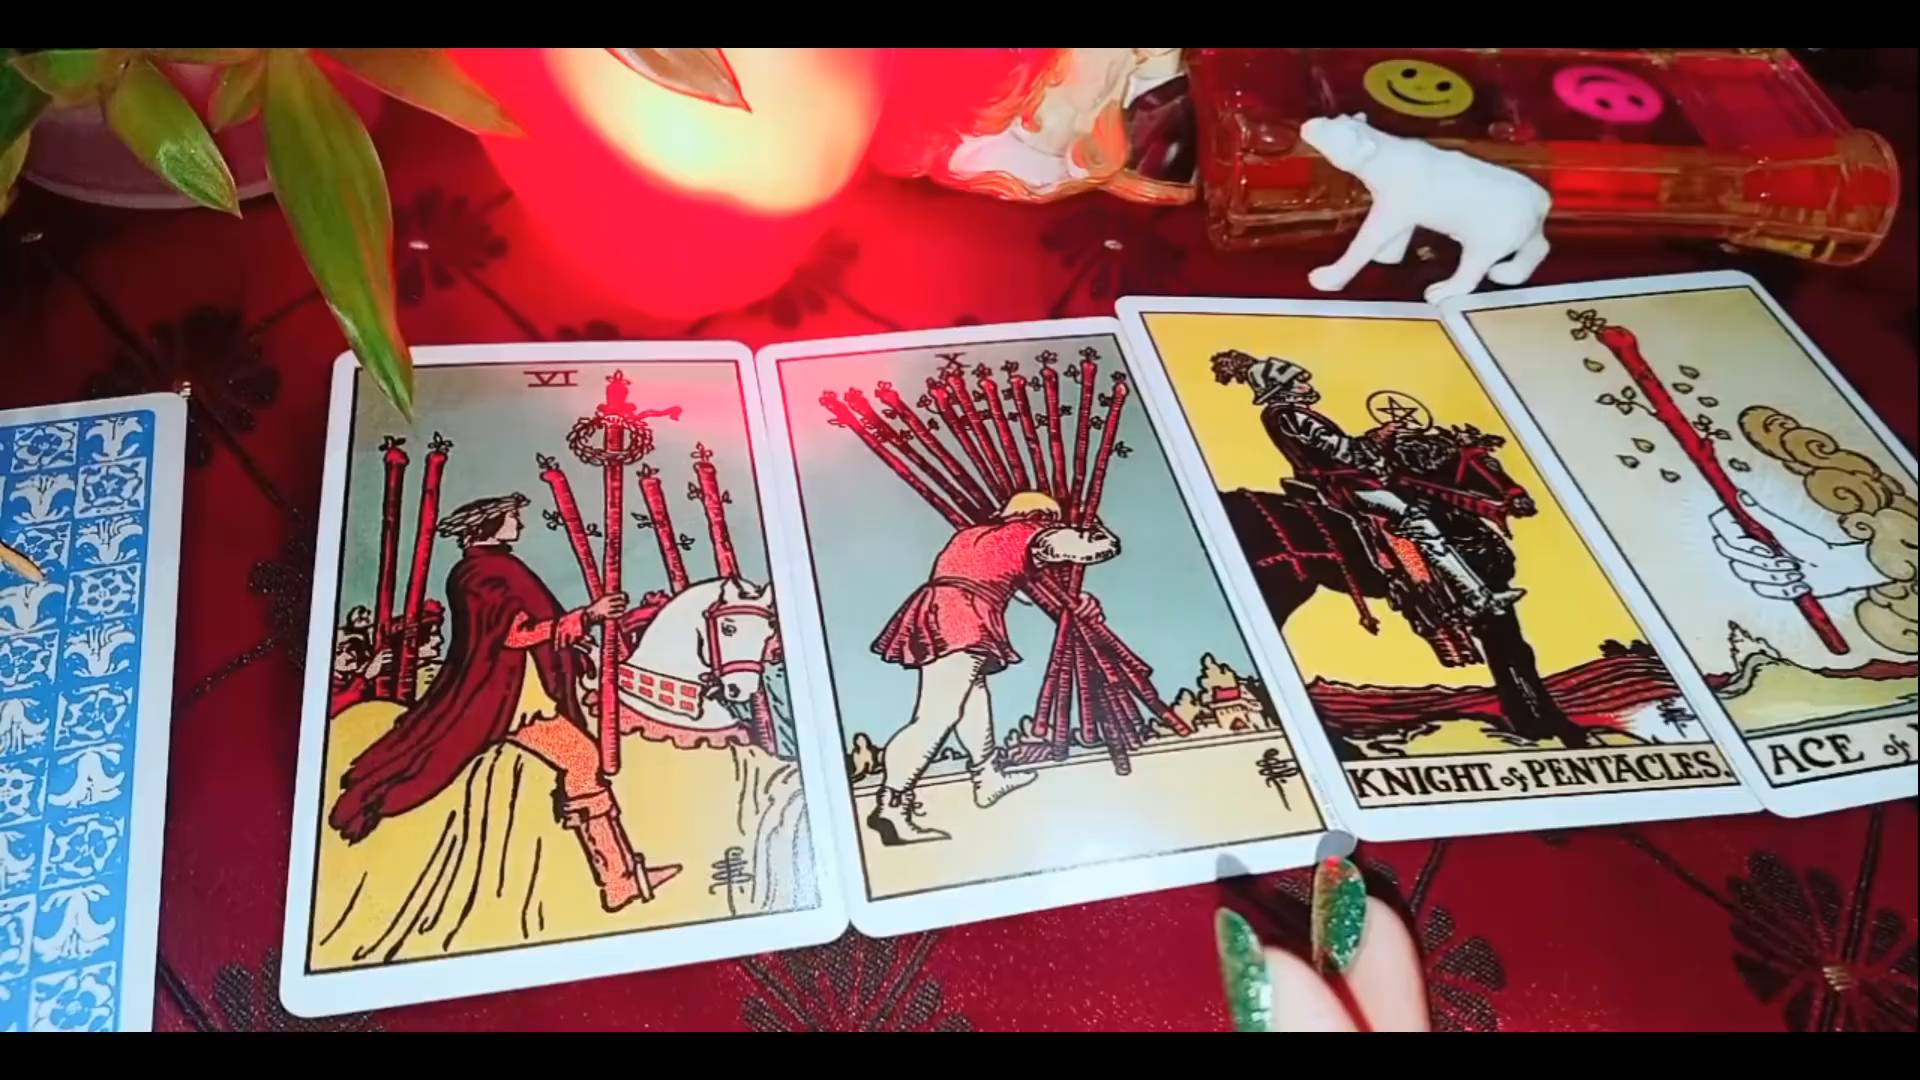 VI
X
KNIGHT of PENTACLES.
ACE of